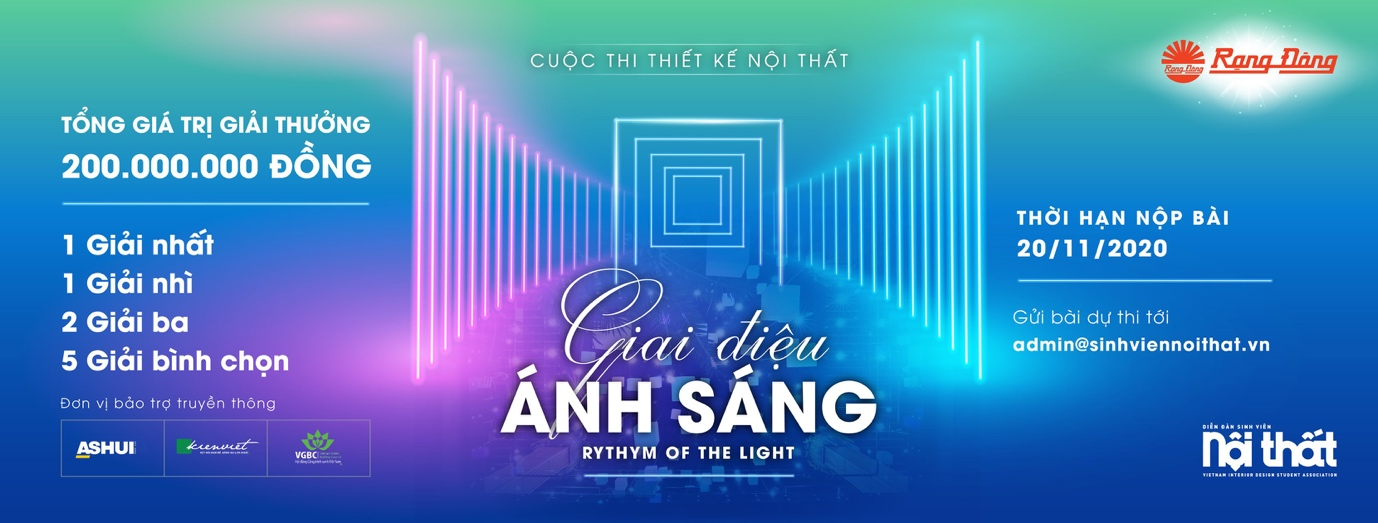 CUỘC THI THIẾT KẾ NỘI THẤT
Rạng Đông
Rạng Đông
TỔNG GIÁ TRỊ GIẢI THƯỞNG
200.000.000 ĐỒNG
1 Giải nhất
1 Giải nhì
2 Giải ba
5 Giải bình chọn
Đơn vị bảo trợ truyền thông
ASHUI
kienviet
VGBC
Giai điệu
ÁNH SÁNG
RYTHYM OF THE LIGHT
THỜI HẠN NỘP BÀI
20/11/2020
Gửi bài dự thi tới
admin@sinhviennoithat.vn
DIỄN ĐÀN SINH VIÊN
nội thất
VIETNAM INTERIOR DESIGN STUDENT ASSOCIATION